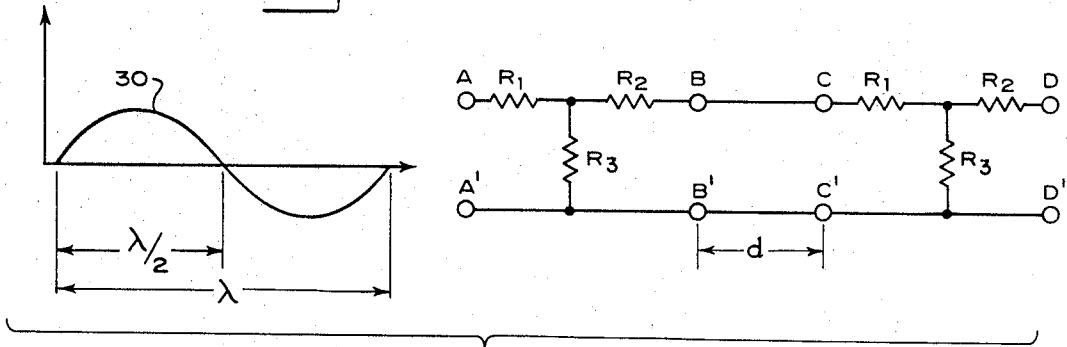 30
λ/2
λ
A R1 R2 B C R1 R2 D
R3 R3
A' B' C' D'
d